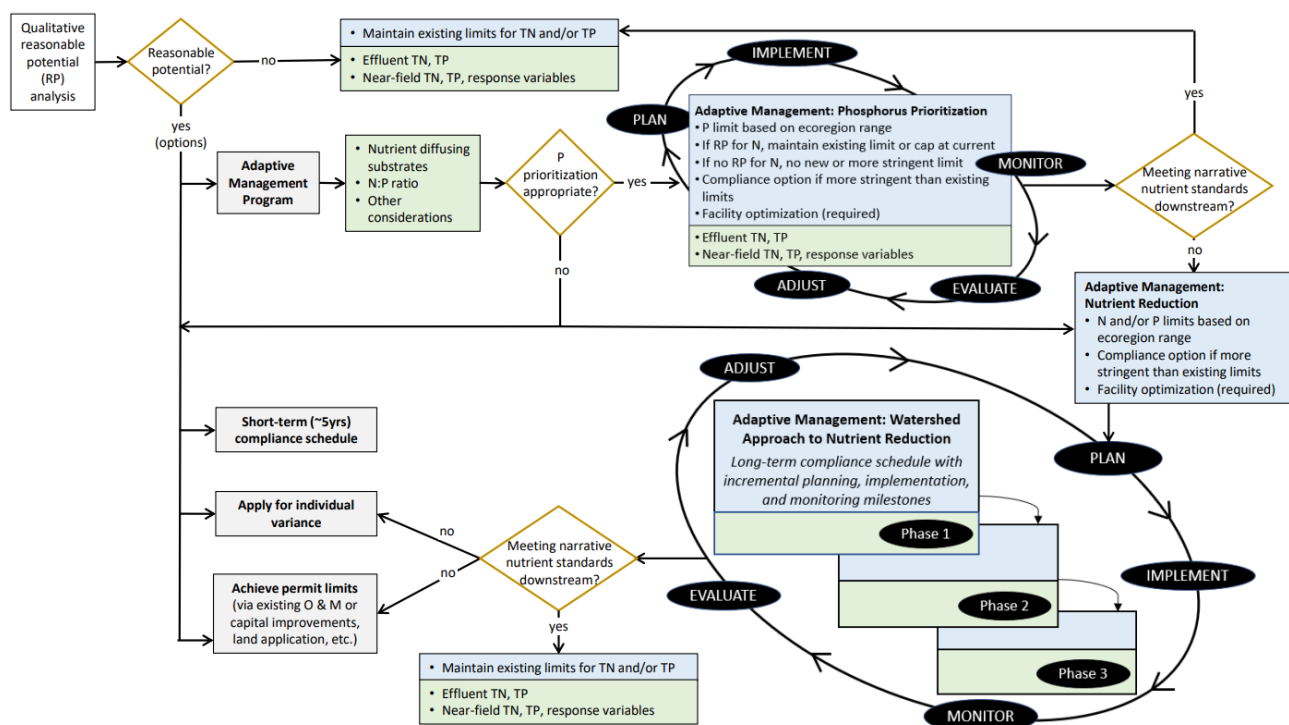 Qualitative
reasonable
potential
(RP)
analysis
Reasonable
potential?
no
• Maintain existing limits for TN and/or TP
• Effluent TN, TP
• Near-field TN, TP, response variables
yes
(options)
Adaptive
Management
Program
• Nutrient
diffusing
substrates
• N:P ratio
• Other
considerations
P
prioritization
appropriate?
yes
no
PLAN
IMPLEMENT
MONITOR
EVALUATE
ADJUST
Adaptive Management: Phosphorus Prioritization
• P limit based on ecoregion range
• If RP for N, maintain existing limit or cap at current
• If no RP for N, no new or more stringent limit
• Compliance option if more stringent than existing
limits
• Facility optimization (required)
• Effluent TN, TP
• Near-field TN, TP, response variables
yes
Meeting narrative
nutrient standards
downstream?
no
Adaptive Management:
Nutrient Reduction
• N and/or P limits based on
ecoregion range
• Compliance option if more
stringent than existing limits
• Facility optimization (required)
ADJUST
PLAN
IMPLEMENT
MONITOR
EVALUATE
Adaptive Management: Watershed
Approach to Nutrient Reduction
Long-term compliance schedule with
incremental planning, implementation,
and monitoring milestones
Phase 1
Phase 2
Phase 3
Short-term (~5yrs)
compliance schedule
Apply for individual
variance
Achieve permit limits
(via existing O & M or
capital improvements,
land application, etc.)
no
no
Meeting narrative
nutrient standards
downstream?
yes
• Maintain existing limits for TN and/or TP
• Effluent TN, TP
• Near-field TN, TP, response variables